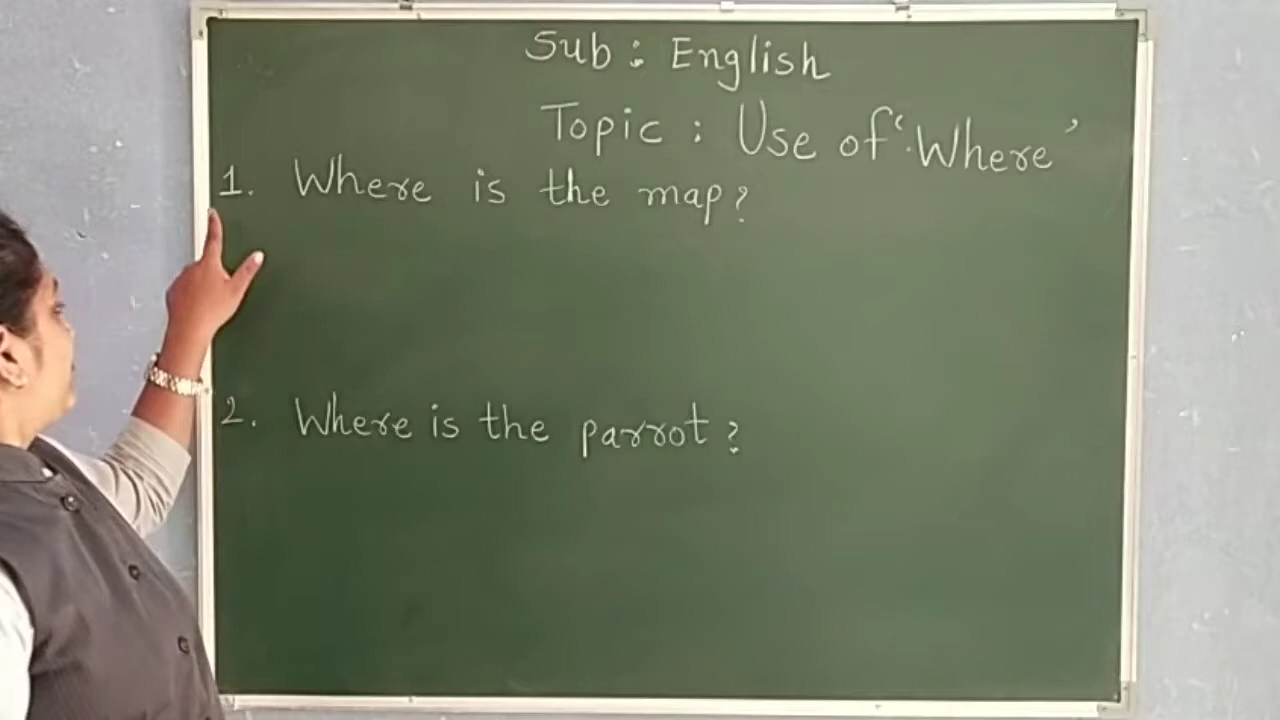 Sub : English
Topic : Use of 'Where'
1. Where is the map?
2. Where is the parrot?